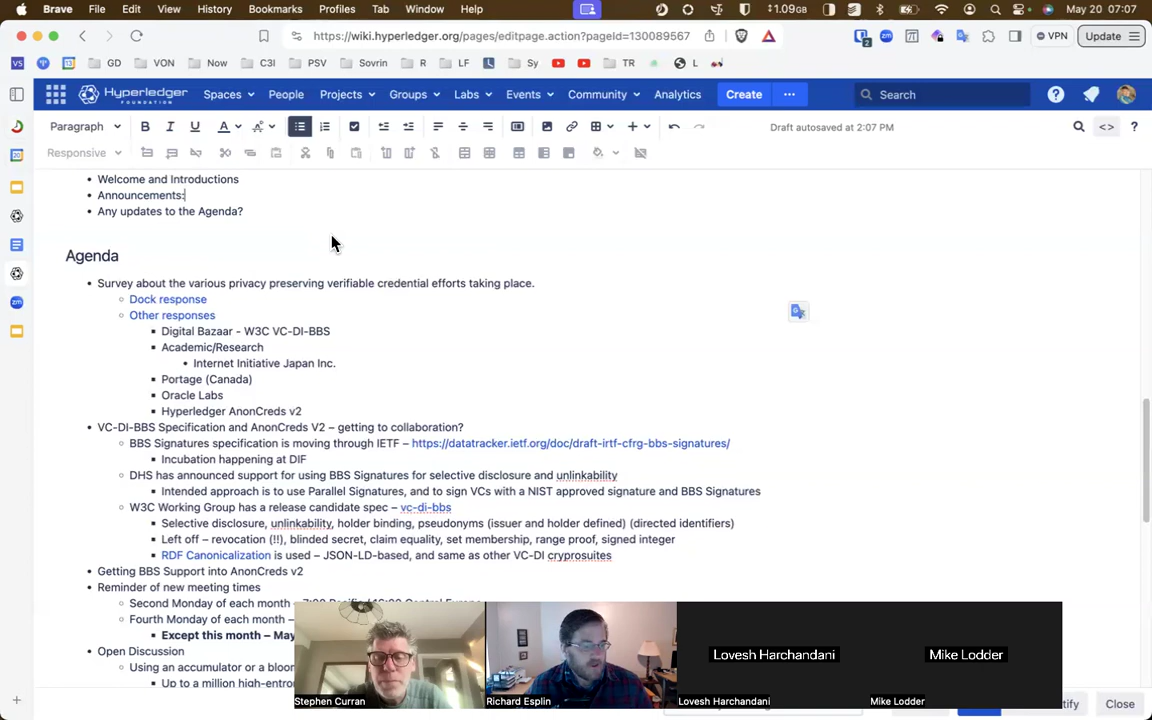 Brave File Edit View History Bookmarks Profiles Tab Window Help 1.09GB May 20 07:07
https://wiki.hyperledger.org/pages/editpage.action?pageId=130089567 2 VPN Update
GD VON Now C3I PSV Sovrin R LF Sy TR L
HYPERLEDGER FOUNDATION Spaces People Projects Groups Labs Events Community Analytics Create Search
Paragraph B I U A Draft autosaved at 2:07 PM
Responsive
Welcome and Introductions
Announcements:
Any updates to the Agenda?
Agenda
Survey about the various privacy preserving verifiable credential efforts taking place.
Dock response
Other responses
Digital Bazaar - W3C VC-DI-BBS
Academic/Research
Internet Initiative Japan Inc.
Portage (Canada)
Oracle Labs
Hyperledger AnonCreds v2
VC-DI-BBS Specification and AnonCreds V2 – getting to collaboration?
BBS Signatures specification is moving through IETF – https://datatracker.ietf.org/doc/draft-irtf-cfrg-bbs-signatures/
Incubation happening at DIF
DHS has announced support for using BBS Signatures for selective disclosure and unlinkability
Intended approach is to use Parallel Signatures, and to sign VCs with a NIST approved signature and BBS Signatures
W3C Working Group has a release candidate spec – vc-di-bbs
Selective disclosure, unlinkability, holder binding, pseudonyms (issuer and holder defined) (directed identifiers)
Left off – revocation (!!), blinded secret, claim equality, set membership, range proof, signed integer
RDF Canonicalization is used – JSON-LD-based, and same as other VC-DI cryprosuites
Getting BBS Support into AnonCreds v2
Reminder of new meeting times
Second Monday of each month
Fourth Monday of each month –
Except this month – May
Open Discussion
Using an accumulator or a bloom
Up to a million high-entro
Lovesh Harchandani
Mike Lodder
Stephen Curran
Richard Esplin
Lovesh Harchandani
Mike Lodder
Close